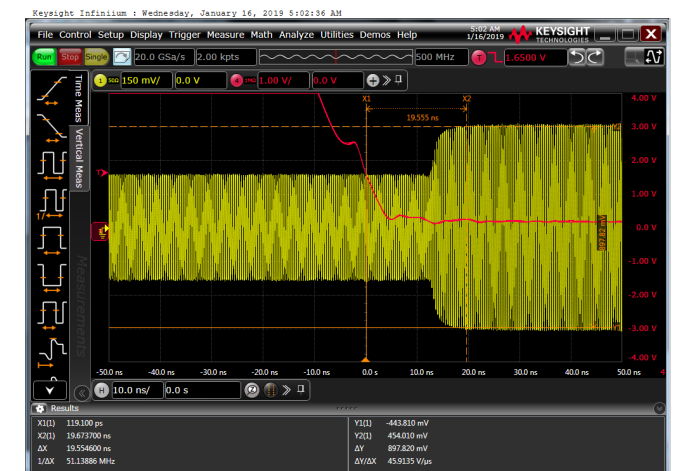 Keysight Infiniium : Wednesday, January 16, 2019 5:02:36 AM
File Control Setup Display Trigger Measure Math Analyze Utilities Demos Help
5:02 AM
1/16/2019
KEYSIGHT
TECHNOLOGIES
Run Stop Single 20.0 GSa/s 2.00 kpts 500 MHz T 1.6500 V
1 50Ω 150 mV/ 0.0 V 4 1.00 V/ 0.0 V
Time Meas
Vertical Meas
Measurements
X1 X2
19.555 ns
4.00 V
3.00 V
2.00 V
T
1.00 V
0.0 V
897.82 mV
-1.00 V
-2.00 V
-3.00 V
-4.00 V
1/
-50.0 ns -40.0 ns -30.0 ns -20.0 ns -10.0 ns 0.0 s 10.0 ns 20.0 ns 30.0 ns 40.0 ns 50.0 ns 4
H 10.0 ns/ 0.0 s
Results
X1(1) 119.100 ps Y1(1) -443.810 mV
X2(1) 19.673700 ns Y2(1) 454.010 mV
ΔX 19.554600 ns ΔY 897.820 mV
1/ΔX 51.13886 MHz ΔY/ΔX 45.9135 V/µs